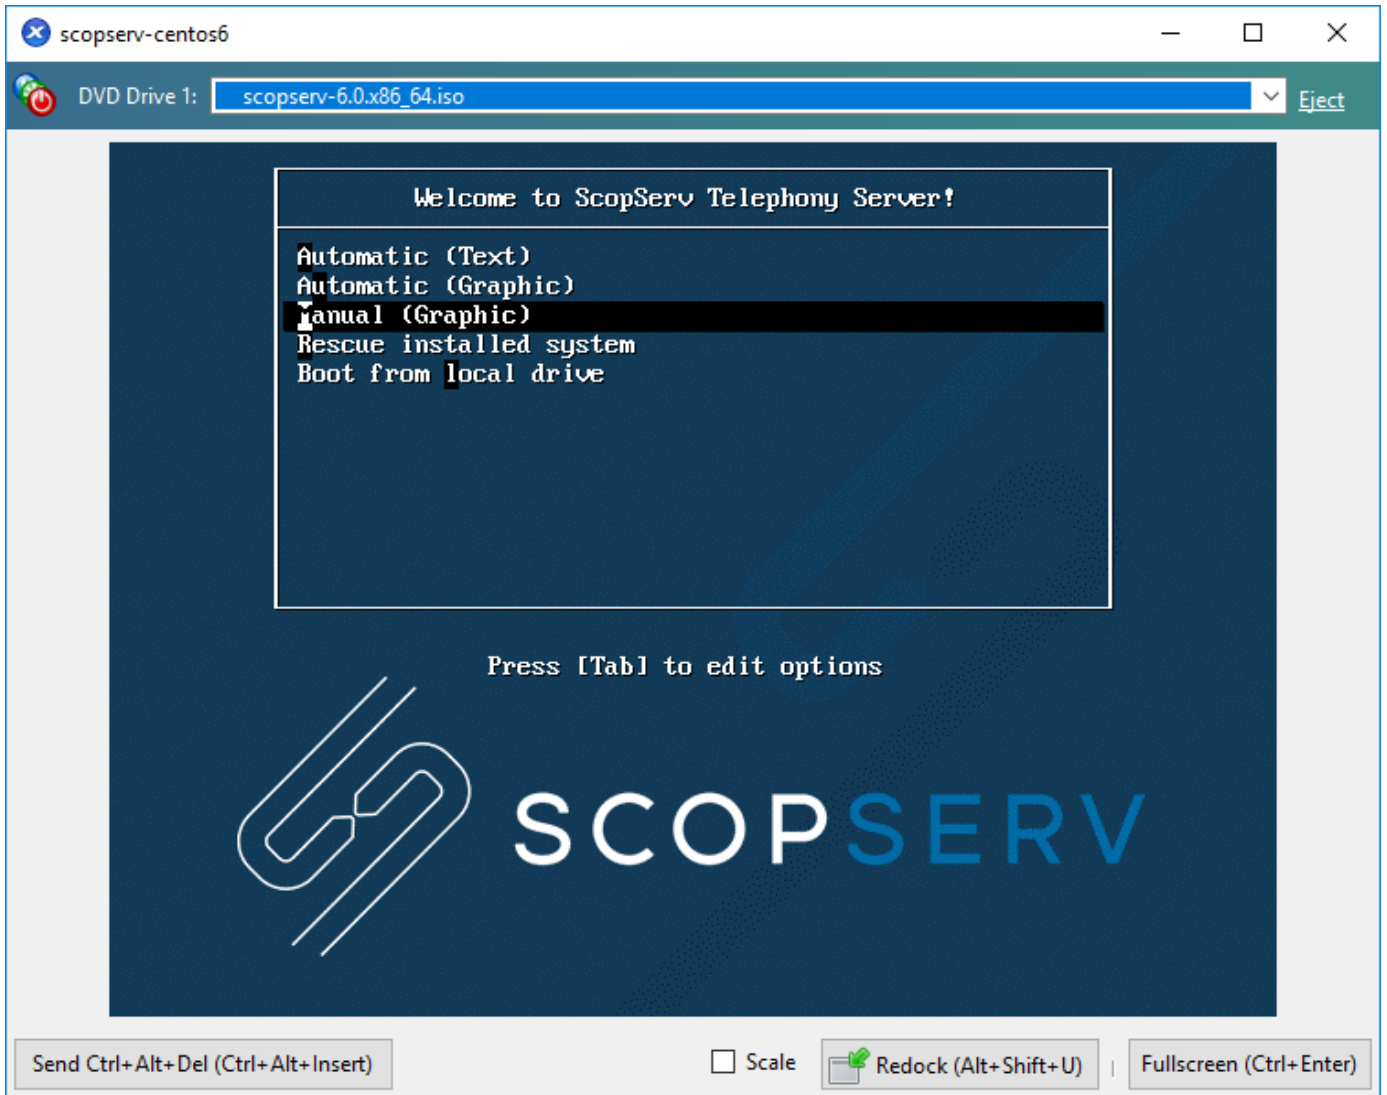 scopserv-centos6
DVD Drive 1: scopserv-6.0.x86_64.iso Eject
Welcome to ScopServ Telephony Server!
Automatic (Text)
Automatic (Graphic)
Manual (Graphic)
Rescue installed system
Boot from local drive
Press [Tab] to edit options
SCOPSERV
Send Ctrl+Alt+Del (Ctrl+Alt+Insert) Scale Redock (Alt+Shift+U) Fullscreen (Ctrl+Enter)